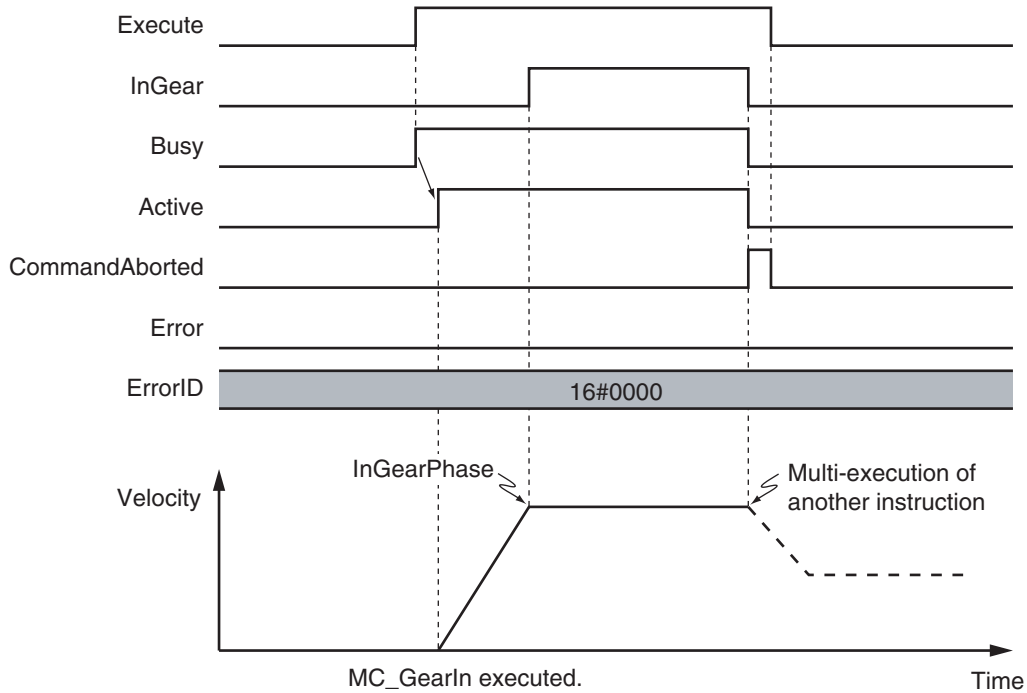 Execute
InGear
Busy
Active
CommandAborted
Error
ErrorID
16#0000
InGearPhase
Multi-execution of
another instruction
Velocity
MC_GearIn executed.
Time